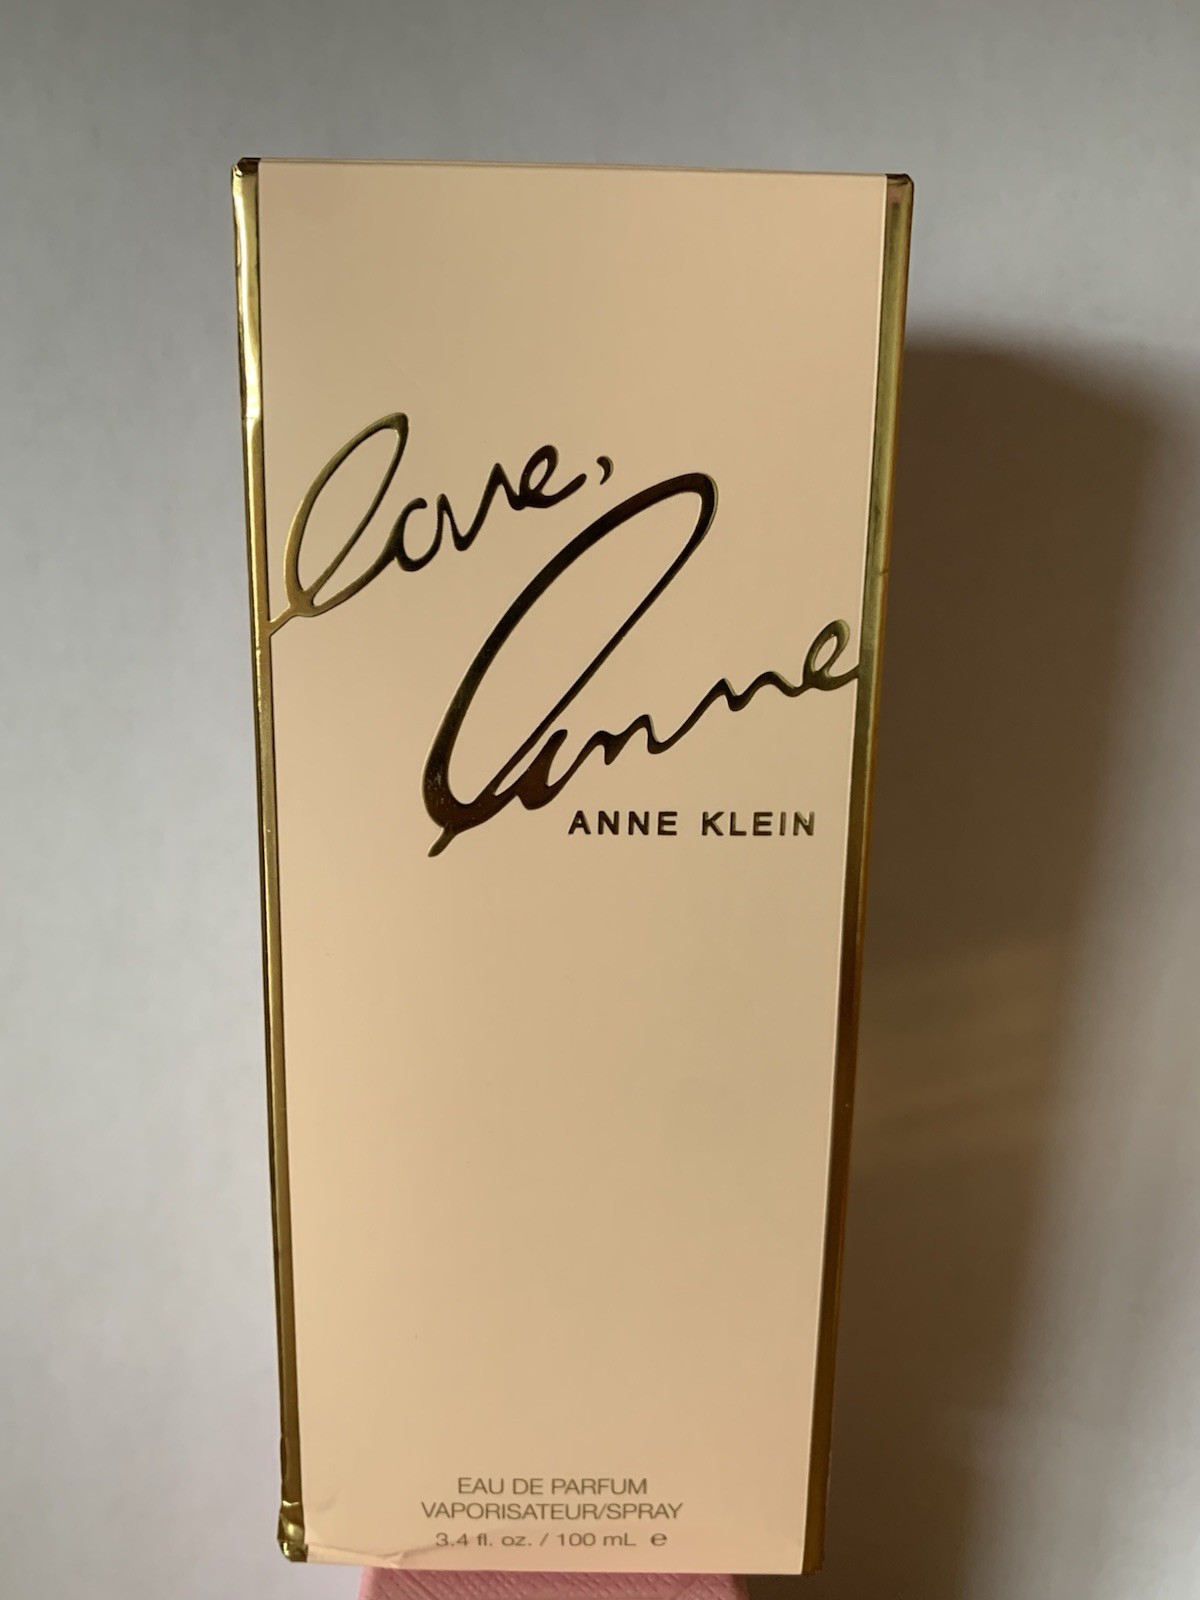 love,
anne
ANNE KLEIN
EAU DE PARFUM
VAPORISATEUR/SPRAY
3.4 fl. oz. / 100 mL ℮